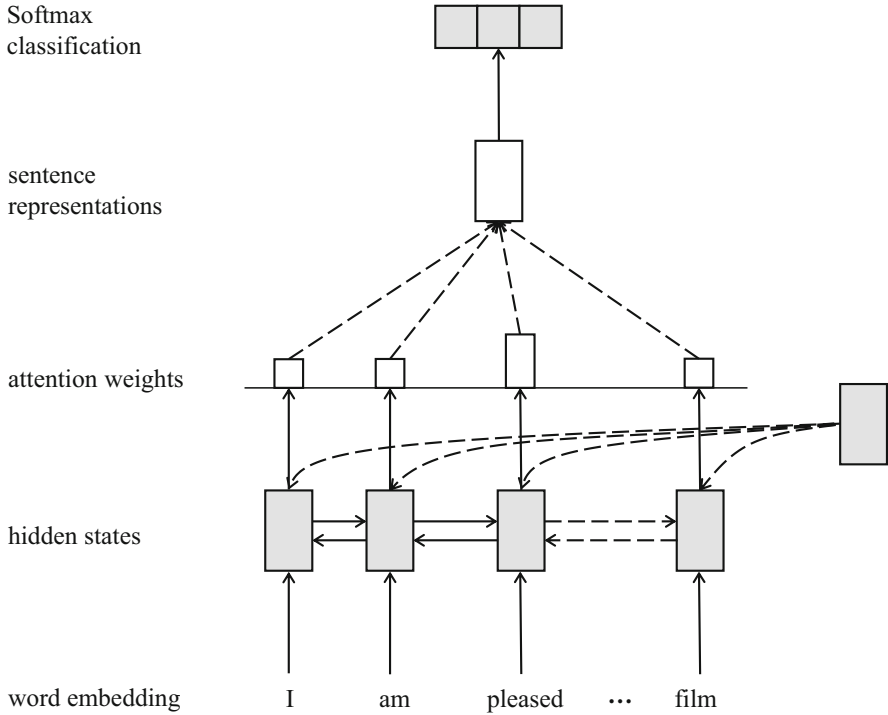 Softmax
classification
sentence
representations
attention weights
hidden states
word embedding I am pleased ... film